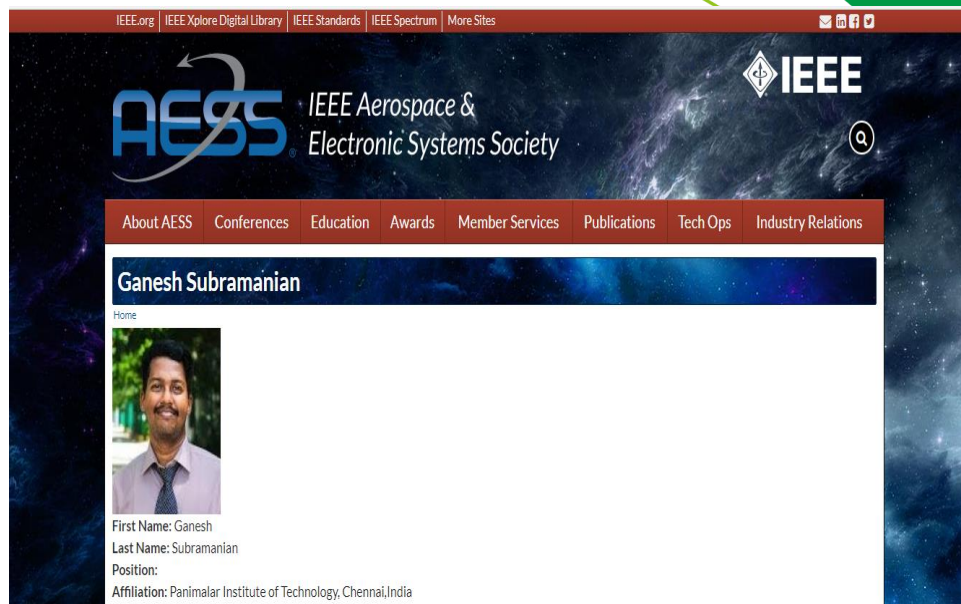 IEEE.org | IEEE Xplore Digital Library | IEEE Standards | IEEE Spectrum | More Sites
IEEE
AESS®
IEEE Aerospace &
Electronic Systems Society
About AESS Conferences Education Awards Member Services Publications Tech Ops Industry Relations
Ganesh Subramanian
Home
First Name: Ganesh
Last Name: Subramanian
Position:
Affiliation: Panimalar Institute of Technology, Chennai,India